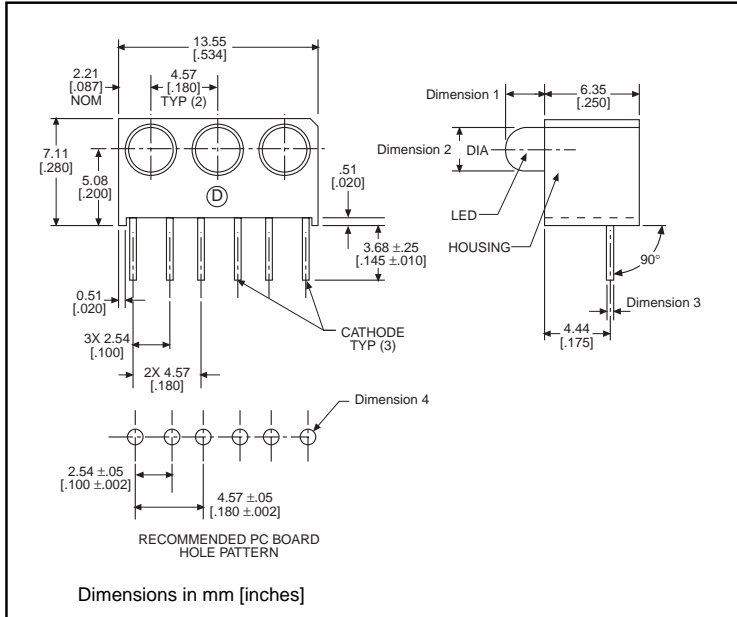 13.55
[.534]
2.21
[.087]
NOM
4.57
[.180]
TYP (2)
7.11
[.280]
5.08
[.200]
D
.51
[.020]
3.68 ±.25
[.145 ±.010]
0.51
[.020]
3X 2.54
[.100]
2X 4.57
[.180]
CATHODE
TYP (3)
Dimension 1
6.35
[.250]
Dimension 2
DIA
LED
HOUSING
90°
Dimension 3
4.44
[.175]
Dimension 4
2.54 ±.05
[.100 ±.002]
4.57 ±.05
[.180 ±.002]
RECOMMENDED PC BOARD
HOLE PATTERN
Dimensions in mm [inches]